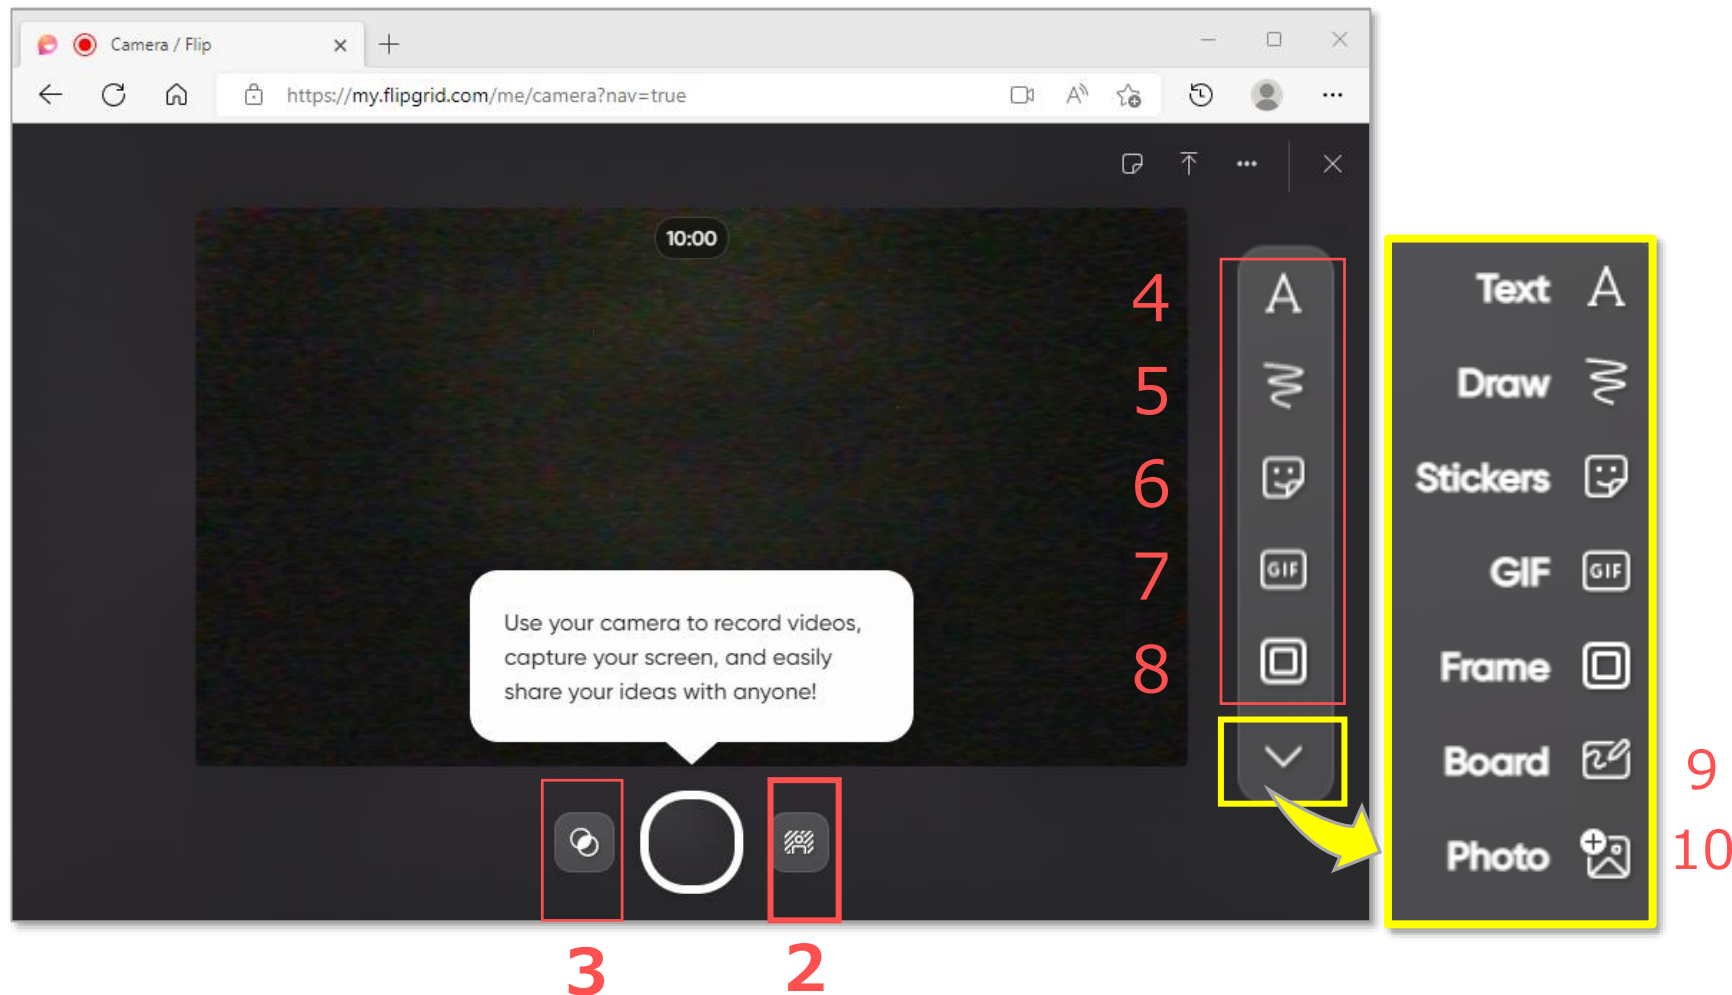 Camera / Flip
https://my.flipgrid.com/me/camera?nav=true
10:00
4
5
6
7
8
GIF
Use your camera to record videos,
capture your screen, and easily
share your ideas with anyone!
3
2
Text
Draw
Stickers
GIF GIF
Frame
Board
Photo
9
10